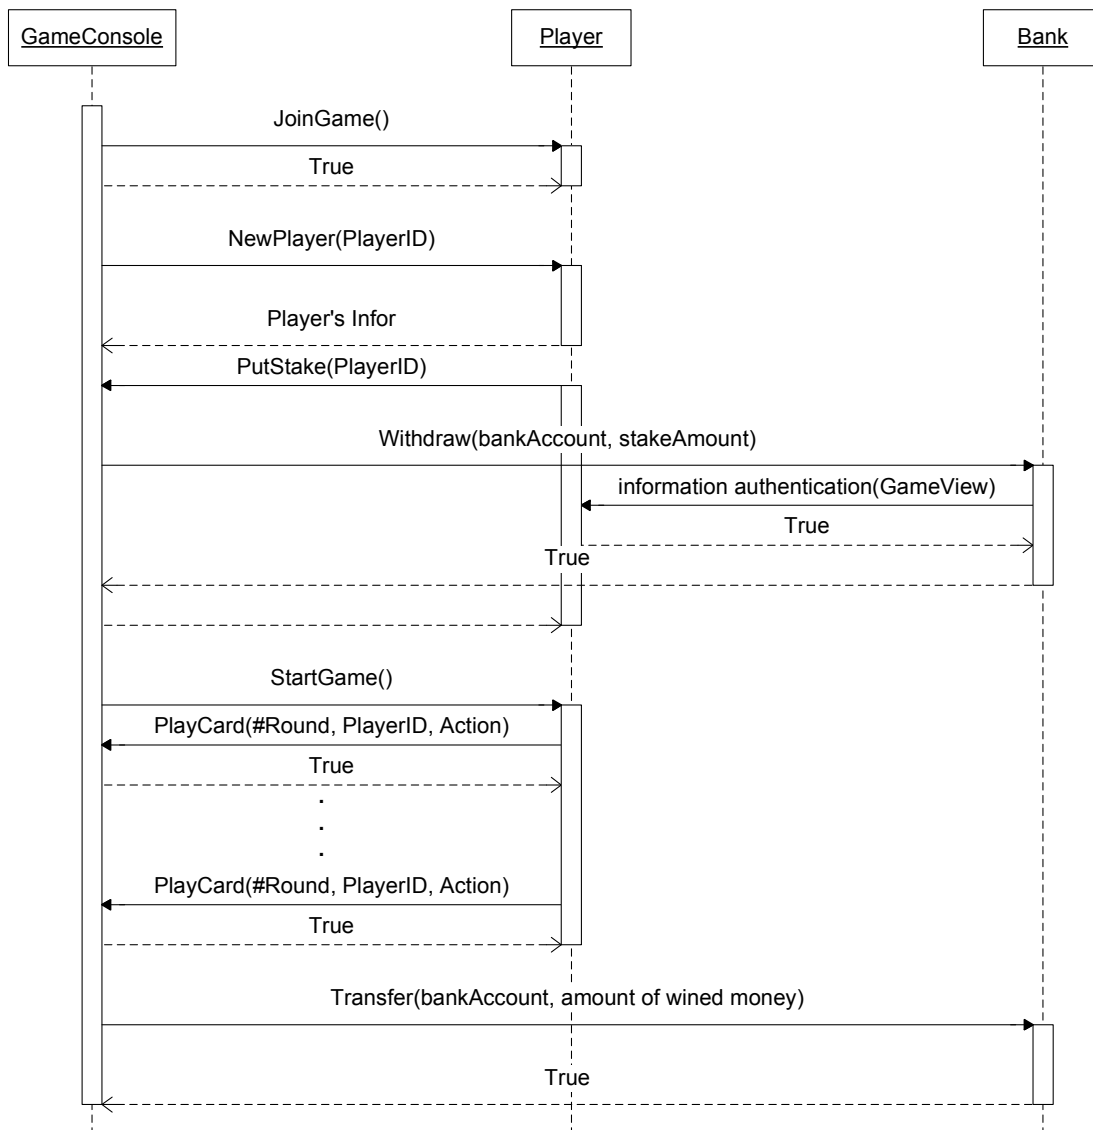 GameConsole
Player
Bank
JoinGame()
True
NewPlayer(PlayerID)
Player's Infor
PutStake(PlayerID)
Withdraw(bankAccount, stakeAmount)
information authentication(GameView)
True
True
StartGame()
PlayCard(#Round, PlayerID, Action)
True
.
.
.
PlayCard(#Round, PlayerID, Action)
True
Transfer(bankAccount, amount of wined money)
True